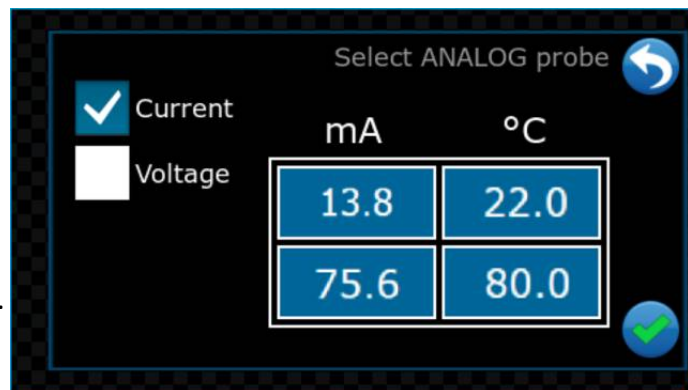 Select ANALOG probe
Current
Voltage
mA °C
13.8 22.0
75.6 80.0